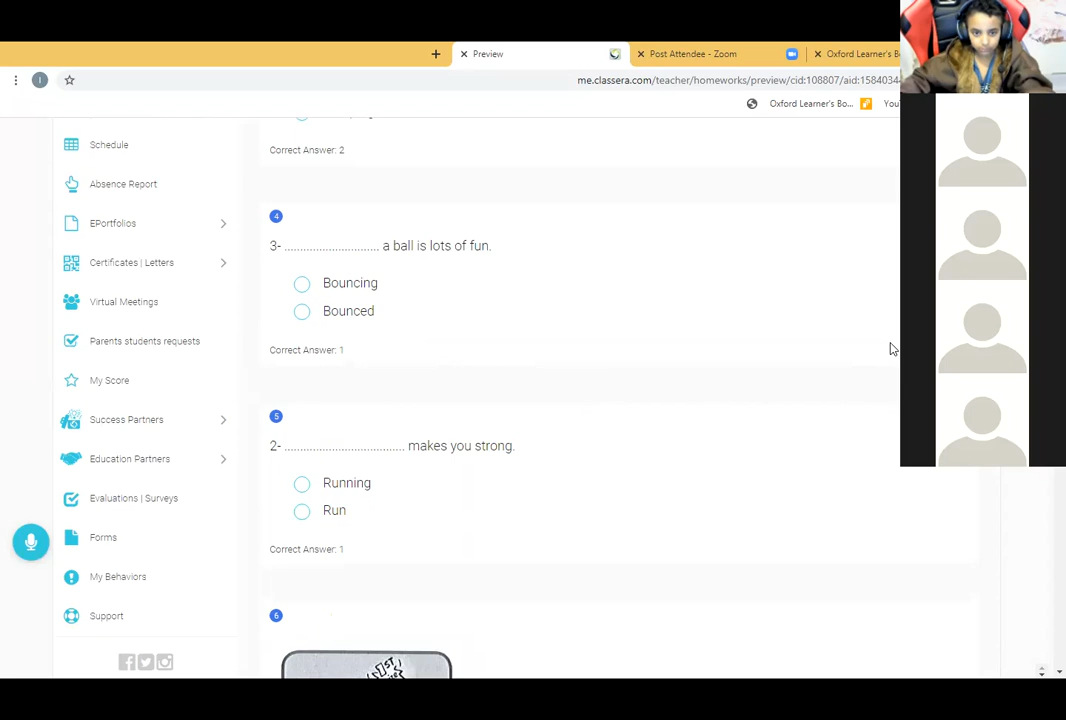 Preview
Post Attendee - Zoom
Oxford Learner's Bo
me.classera.com/teacher/homeworks/preview/cid:108807/aid:1584034
Oxford Learner's Bo...
You
Schedule
Absence Report
EPortfolios
Certificates | Letters
Virtual Meetings
Parents students requests
My Score
Success Partners
Education Partners
Evaluations | Surveys
Forms
My Behaviors
Support
Correct Answer: 2
4
3- ............................. a ball is lots of fun.
Bouncing
Bounced
Correct Answer: 1
5
2- ..................................... makes you strong.
Running
Run
Correct Answer: 1
6